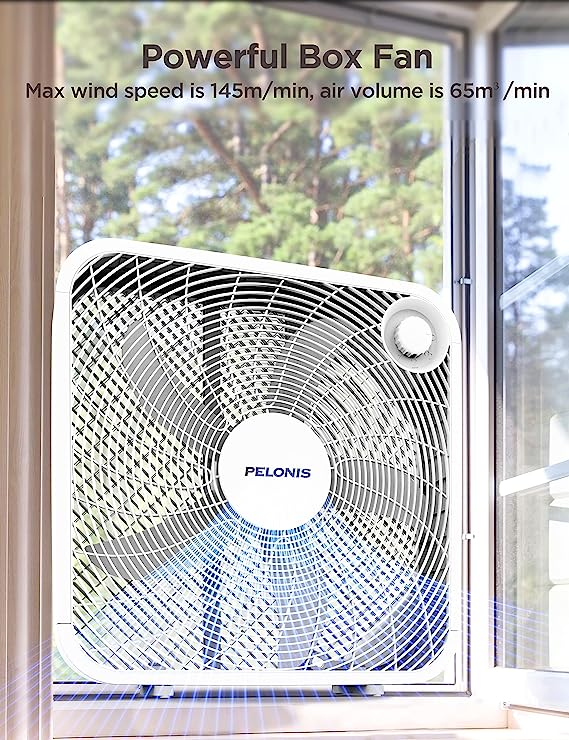 Powerful Box Fan
Max wind speed is 145m/min, air volume is 65m³/min
PELONIS